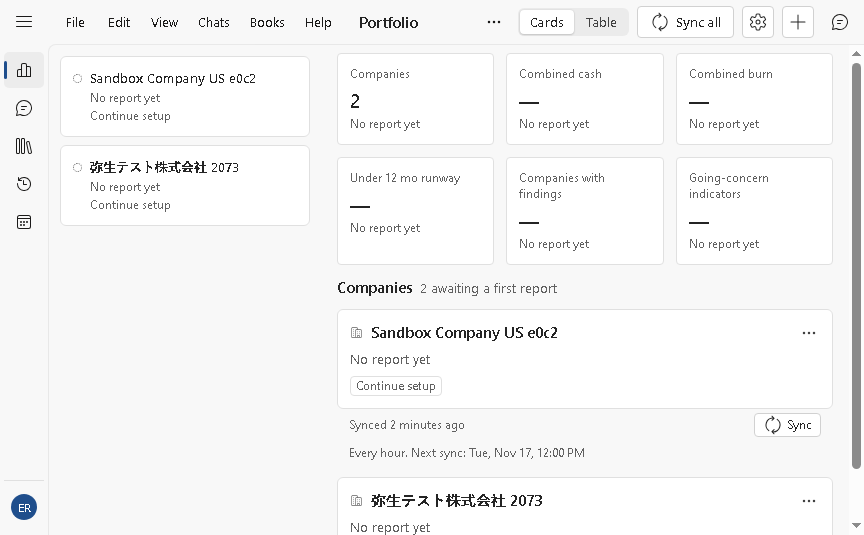 File Edit View Chats Books Help Portfolio ... Cards Table Sync all
Sandbox Company US e0c2
No report yet
Continue setup
弥生テスト株式会社 2073
No report yet
Continue setup
Companies
2
No report yet
Combined cash
—
No report yet
Combined burn
—
No report yet
Under 12 mo runway
—
No report yet
Companies with
findings
—
No report yet
Going-concern
indicators
—
No report yet
Companies 2 awaiting a first report
Sandbox Company US e0c2 ...
No report yet
Continue setup
Synced 2 minutes ago Sync
Every hour. Next sync: Tue, Nov 17, 12:00 PM
弥生テスト株式会社 2073 ...
No report yet
ER